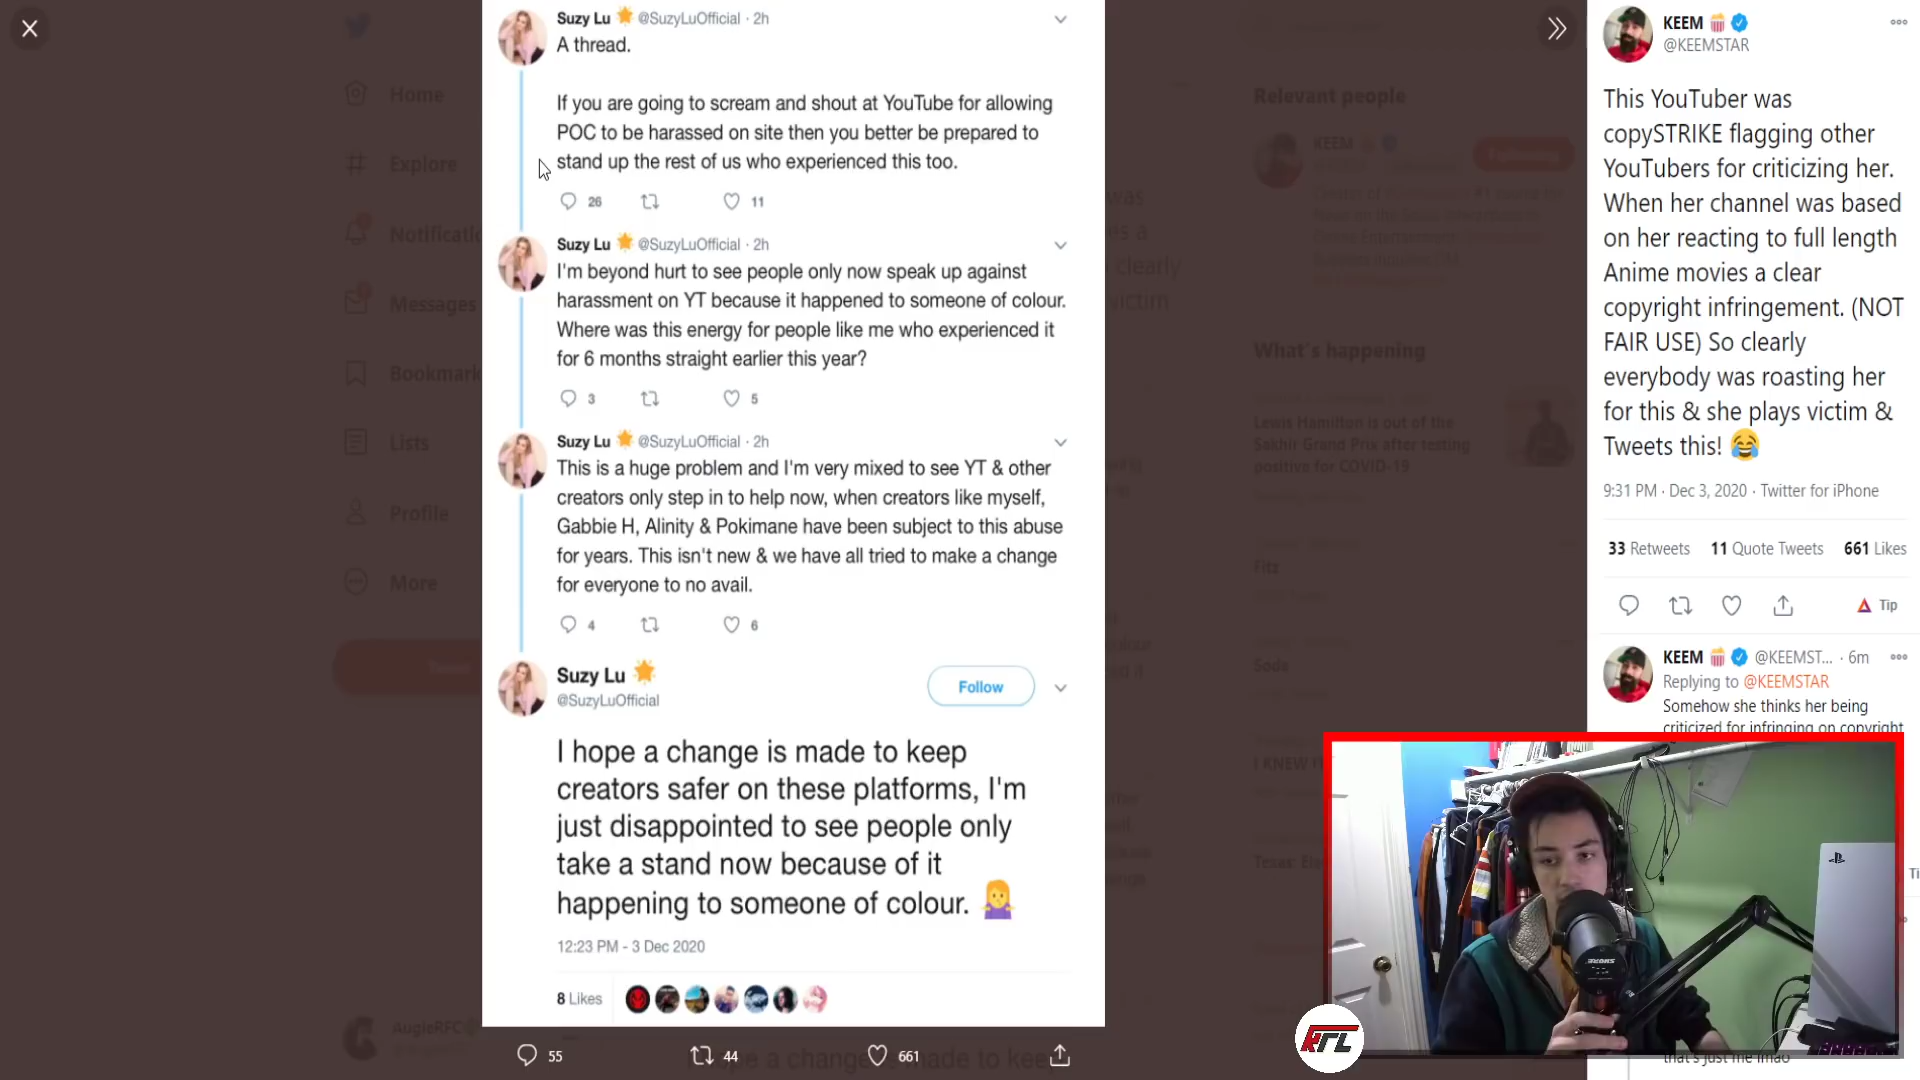 Suzy Lu @SuzyLuOfficial · 2h
A thread.
If you are going to scream and shout at YouTube for allowing
POC to be harassed on site then you better be prepared to
stand up the rest of us who experienced this too.
26 11
Suzy Lu @SuzyLuOfficial · 2h
I'm beyond hurt to see people only now speak up against
harassment on YT because it happened to someone of colour.
Where was this energy for people like me who experienced it
for 6 months straight earlier this year?
3 5
Suzy Lu @SuzyLuOfficial · 2h
This is a huge problem and I'm very mixed to see YT & other
creators only step in to help now, when creators like myself,
Gabbie H, Alinity & Pokimane have been subject to this abuse
for years. This isn't new & we have all tried to make a change
for everyone to no avail.
4 6
Suzy Lu
@SuzyLuOfficial
Follow
I hope a change is made to keep
creators safer on these platforms, I'm
just disappointed to see people only
take a stand now because of it
happening to someone of colour.
12:23 PM - 3 Dec 2020
8 Likes
55 44 661
Home
Explore
Notificati
Messages
Bookmark
Lists
Profile
More
AugieRFC
Relevant people
KEEM
What's happening
Lewis Hamilton is out of the
Sakhir Grand Prix after testing
positive for COVID-19
Fitz
Soda
I KNEW
KEEM
@KEEMSTAR
This YouTuber was
copySTRIKE flagging other
YouTubers for criticizing her.
When her channel was based
on her reacting to full length
Anime movies a clear
copyright infringement. (NOT
FAIR USE) So clearly
everybody was roasting her
for this & she plays victim &
Tweets this!
9:31 PM · Dec 3, 2020 · Twitter for iPhone
33 Retweets 11 Quote Tweets 661 Likes
Tip
KEEM @KEEMST... · 6m
Replying to @KEEMSTAR
Somehow she thinks her being
criticized for infringing on copyright
SHURE
RFL
that's just me lmao